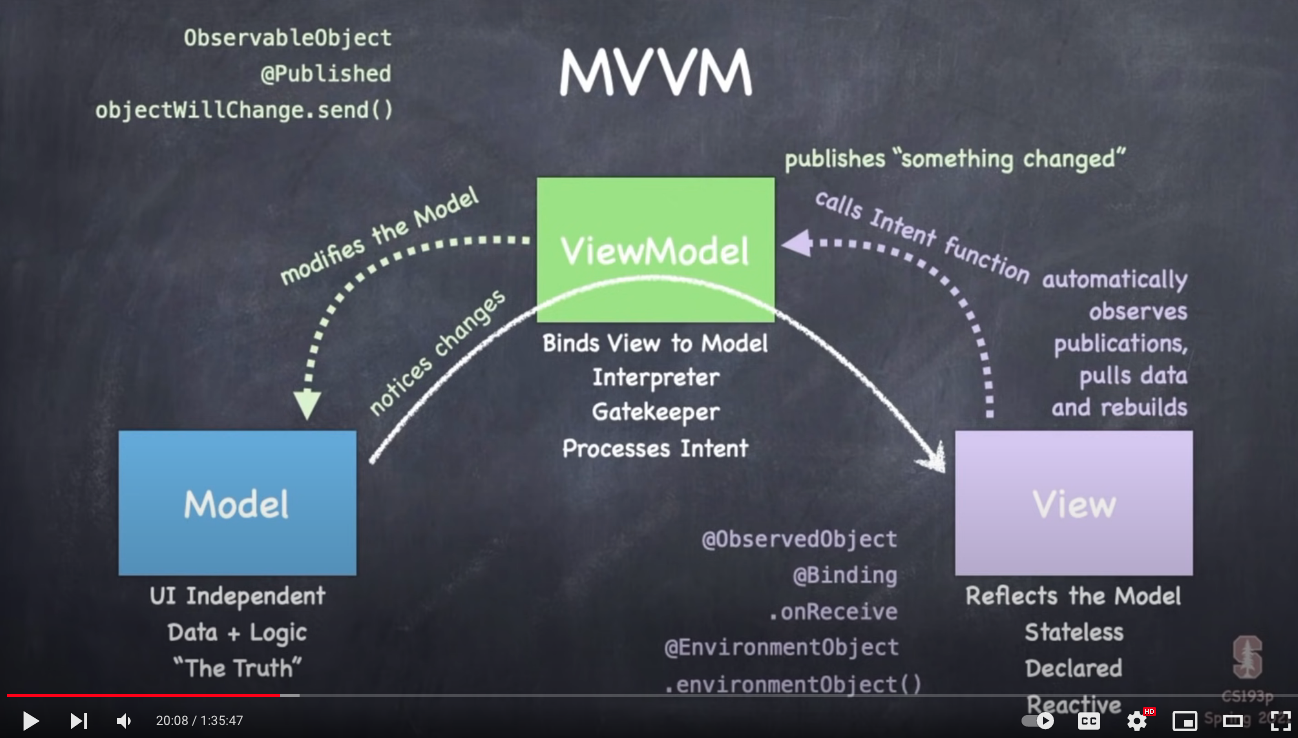 ObservableObject
@Published
objectWillChange.send()
MVVM
publishes “something changed”
calls Intent function
modifies the Model
ViewModel
notices changes
automatically
observes
publications,
pulls data
and rebuilds
Binds View to Model
Interpreter
Gatekeeper
Processes Intent
Model
View
UI Independent
Data + Logic
“The Truth”
@ObservedObject
@Binding
.onReceive
@EnvironmentObject
.environmentObject()
Reflects the Model
Stateless
Declared
Reactive
S
CS193p
Spring
20:08 / 1:35:47
CC
HD